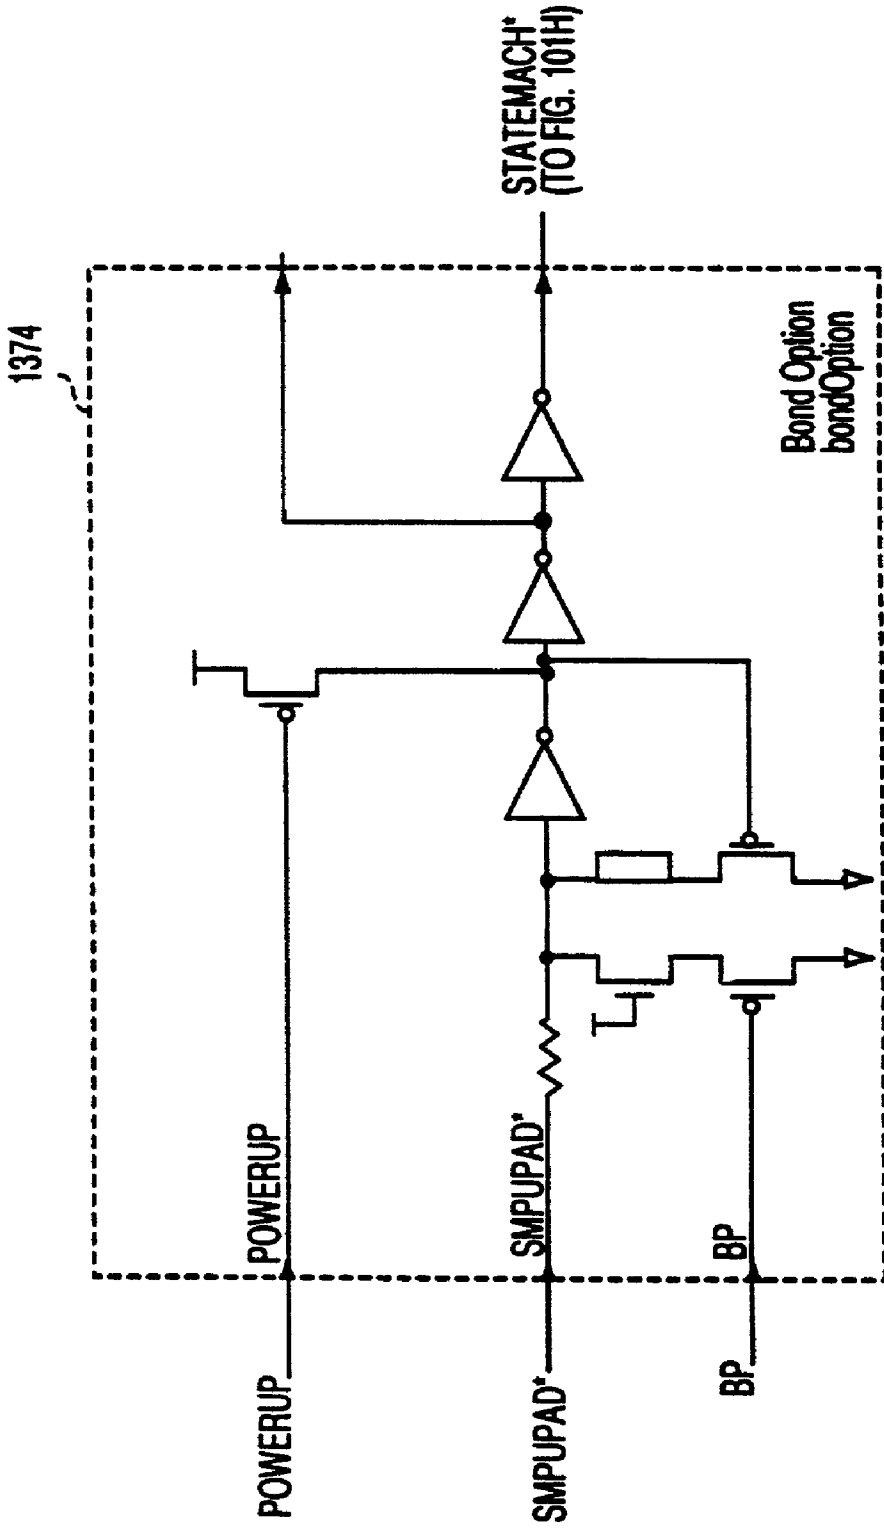 1374
POWERUP
POWERUP
SMPUPAD*
SMPUPAD*
BP
BP
STATEMACH*
(TO FIG. 101H)
Bond Option
bondOption